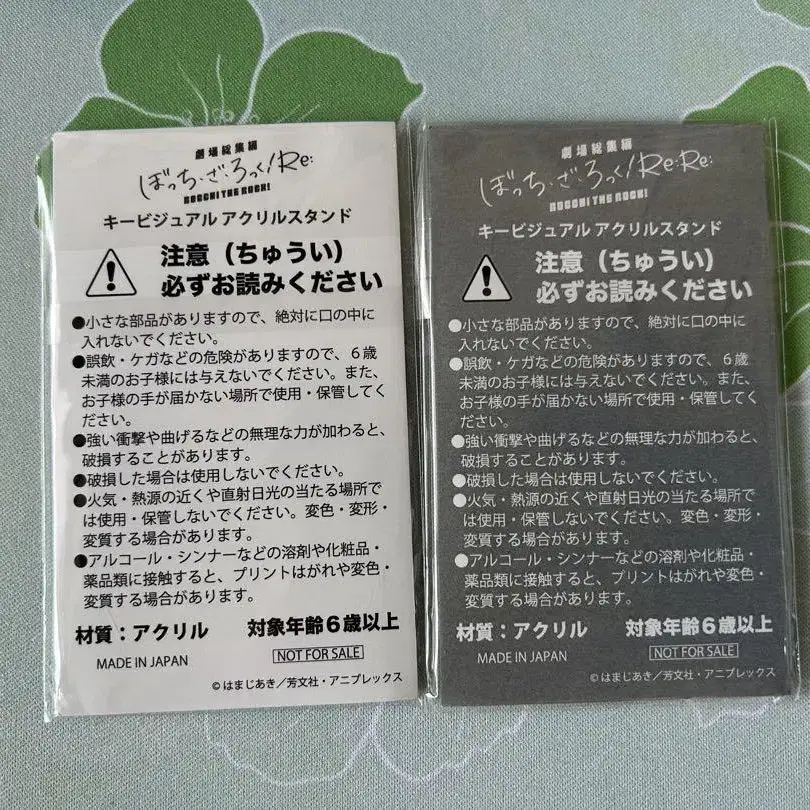 劇場総集編
ぼっち・ざ・ろっく!Re:
BOCCHI THE ROCK!
キービジュアル アクリルスタンド
注意（ちゅうい）
必ずお読みください
●小さな部品がありますので、絶対に口の中に
入れないでください。
●誤飲・ケガなどの危険がありますので、６歳
未満のお子様には与えないでください。また、
お子様の手が届かない場所で使用・保管してく
ださい。
●強い衝撃や曲げるなどの無理な力が加わると、
破損することがあります。
●破損した場合は使用しないでください。
●火気・熱源の近くや直射日光の当たる場所で
は使用・保管しないでください。変色・変形・
変質する場合があります。
●アルコール・シンナーなどの溶剤や化粧品・
薬品類に接触すると、プリントはがれや変色・
変質する場合があります。
材質：アクリル 対象年齢６歳以上
MADE IN JAPAN NOT FOR SALE
©はまじあき／芳文社・アニプレックス
劇場総集編
ぼっち・ざ・ろっく!Re:Re:
BOCCHI THE ROCK!
キービジュアル アクリルスタンド
注意（ちゅうい）
必ずお読みください
●小さな部品がありますので、絶対に口の中に
入れないでください。
●誤飲・ケガなどの危険がありますので、６歳
未満のお子様には与えないでください。また、
お子様の手が届かない場所で使用・保管してく
ださい。
●強い衝撃や曲げるなどの無理な力が加わると、
破損することがあります。
●破損した場合は使用しないでください。
●火気・熱源の近くや直射日光の当たる場所で
は使用・保管しないでください。変色・変形・
変質する場合があります。
●アルコール・シンナーなどの溶剤や化粧品・
薬品類に接触すると、プリントはがれや変色・
変質する場合があります。
材質：アクリル 対象年齢６歳以上
MADE IN JAPAN NOT FOR SALE
©はまじあき／芳文社・アニプレックス